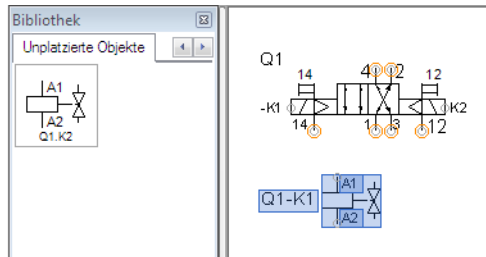 Bibliothek
Unplatzierte Objekte
A1
A2
Q1.K2
Q1
4 2
14 12
-K1 K2
14 1 3 12
Q1-K1 A1
A2